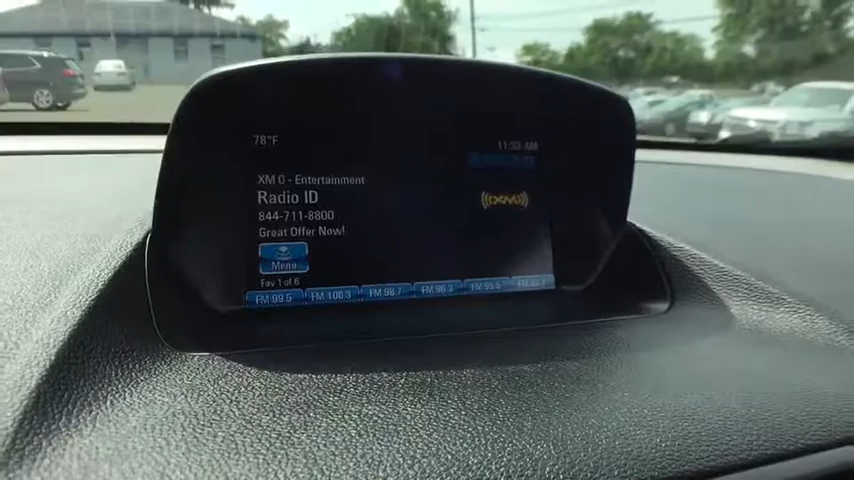 78°F
11:33 AM
XM 0 - Entertainment
Radio ID
844-711-8800
Great Offer Now!
((XM))
Menu
Fav 1 of 6
FM 99.5 FM 100.3 FM 98.7 FM 96.3 FM 95.5